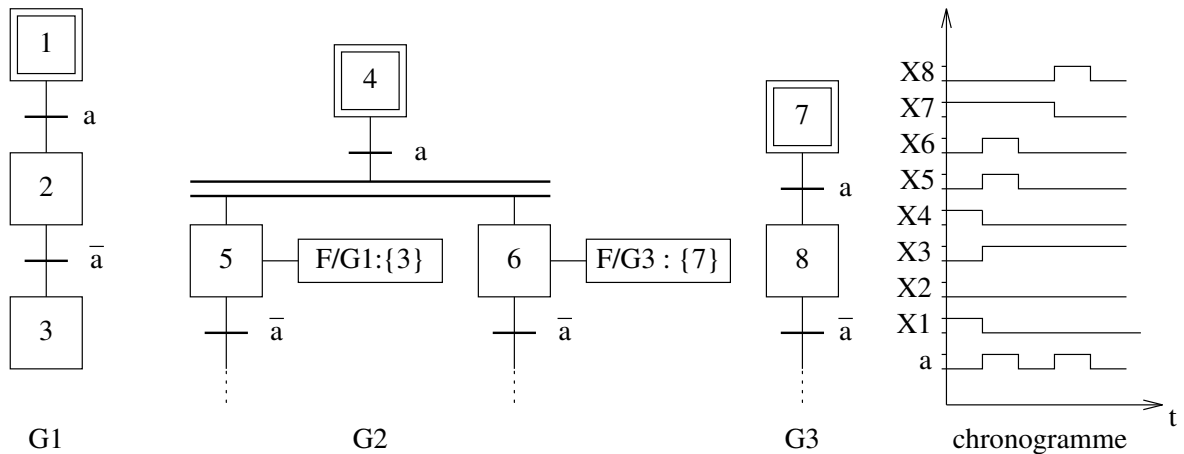 1
a
2
a̅
3
G1
4
a
5
F/G1:{3}
6
F/G3 : {7}
a̅
a̅
G2
7
a
8
a̅
G3
X8
X7
X6
X5
X4
X3
X2
X1
a
t
chronogramme